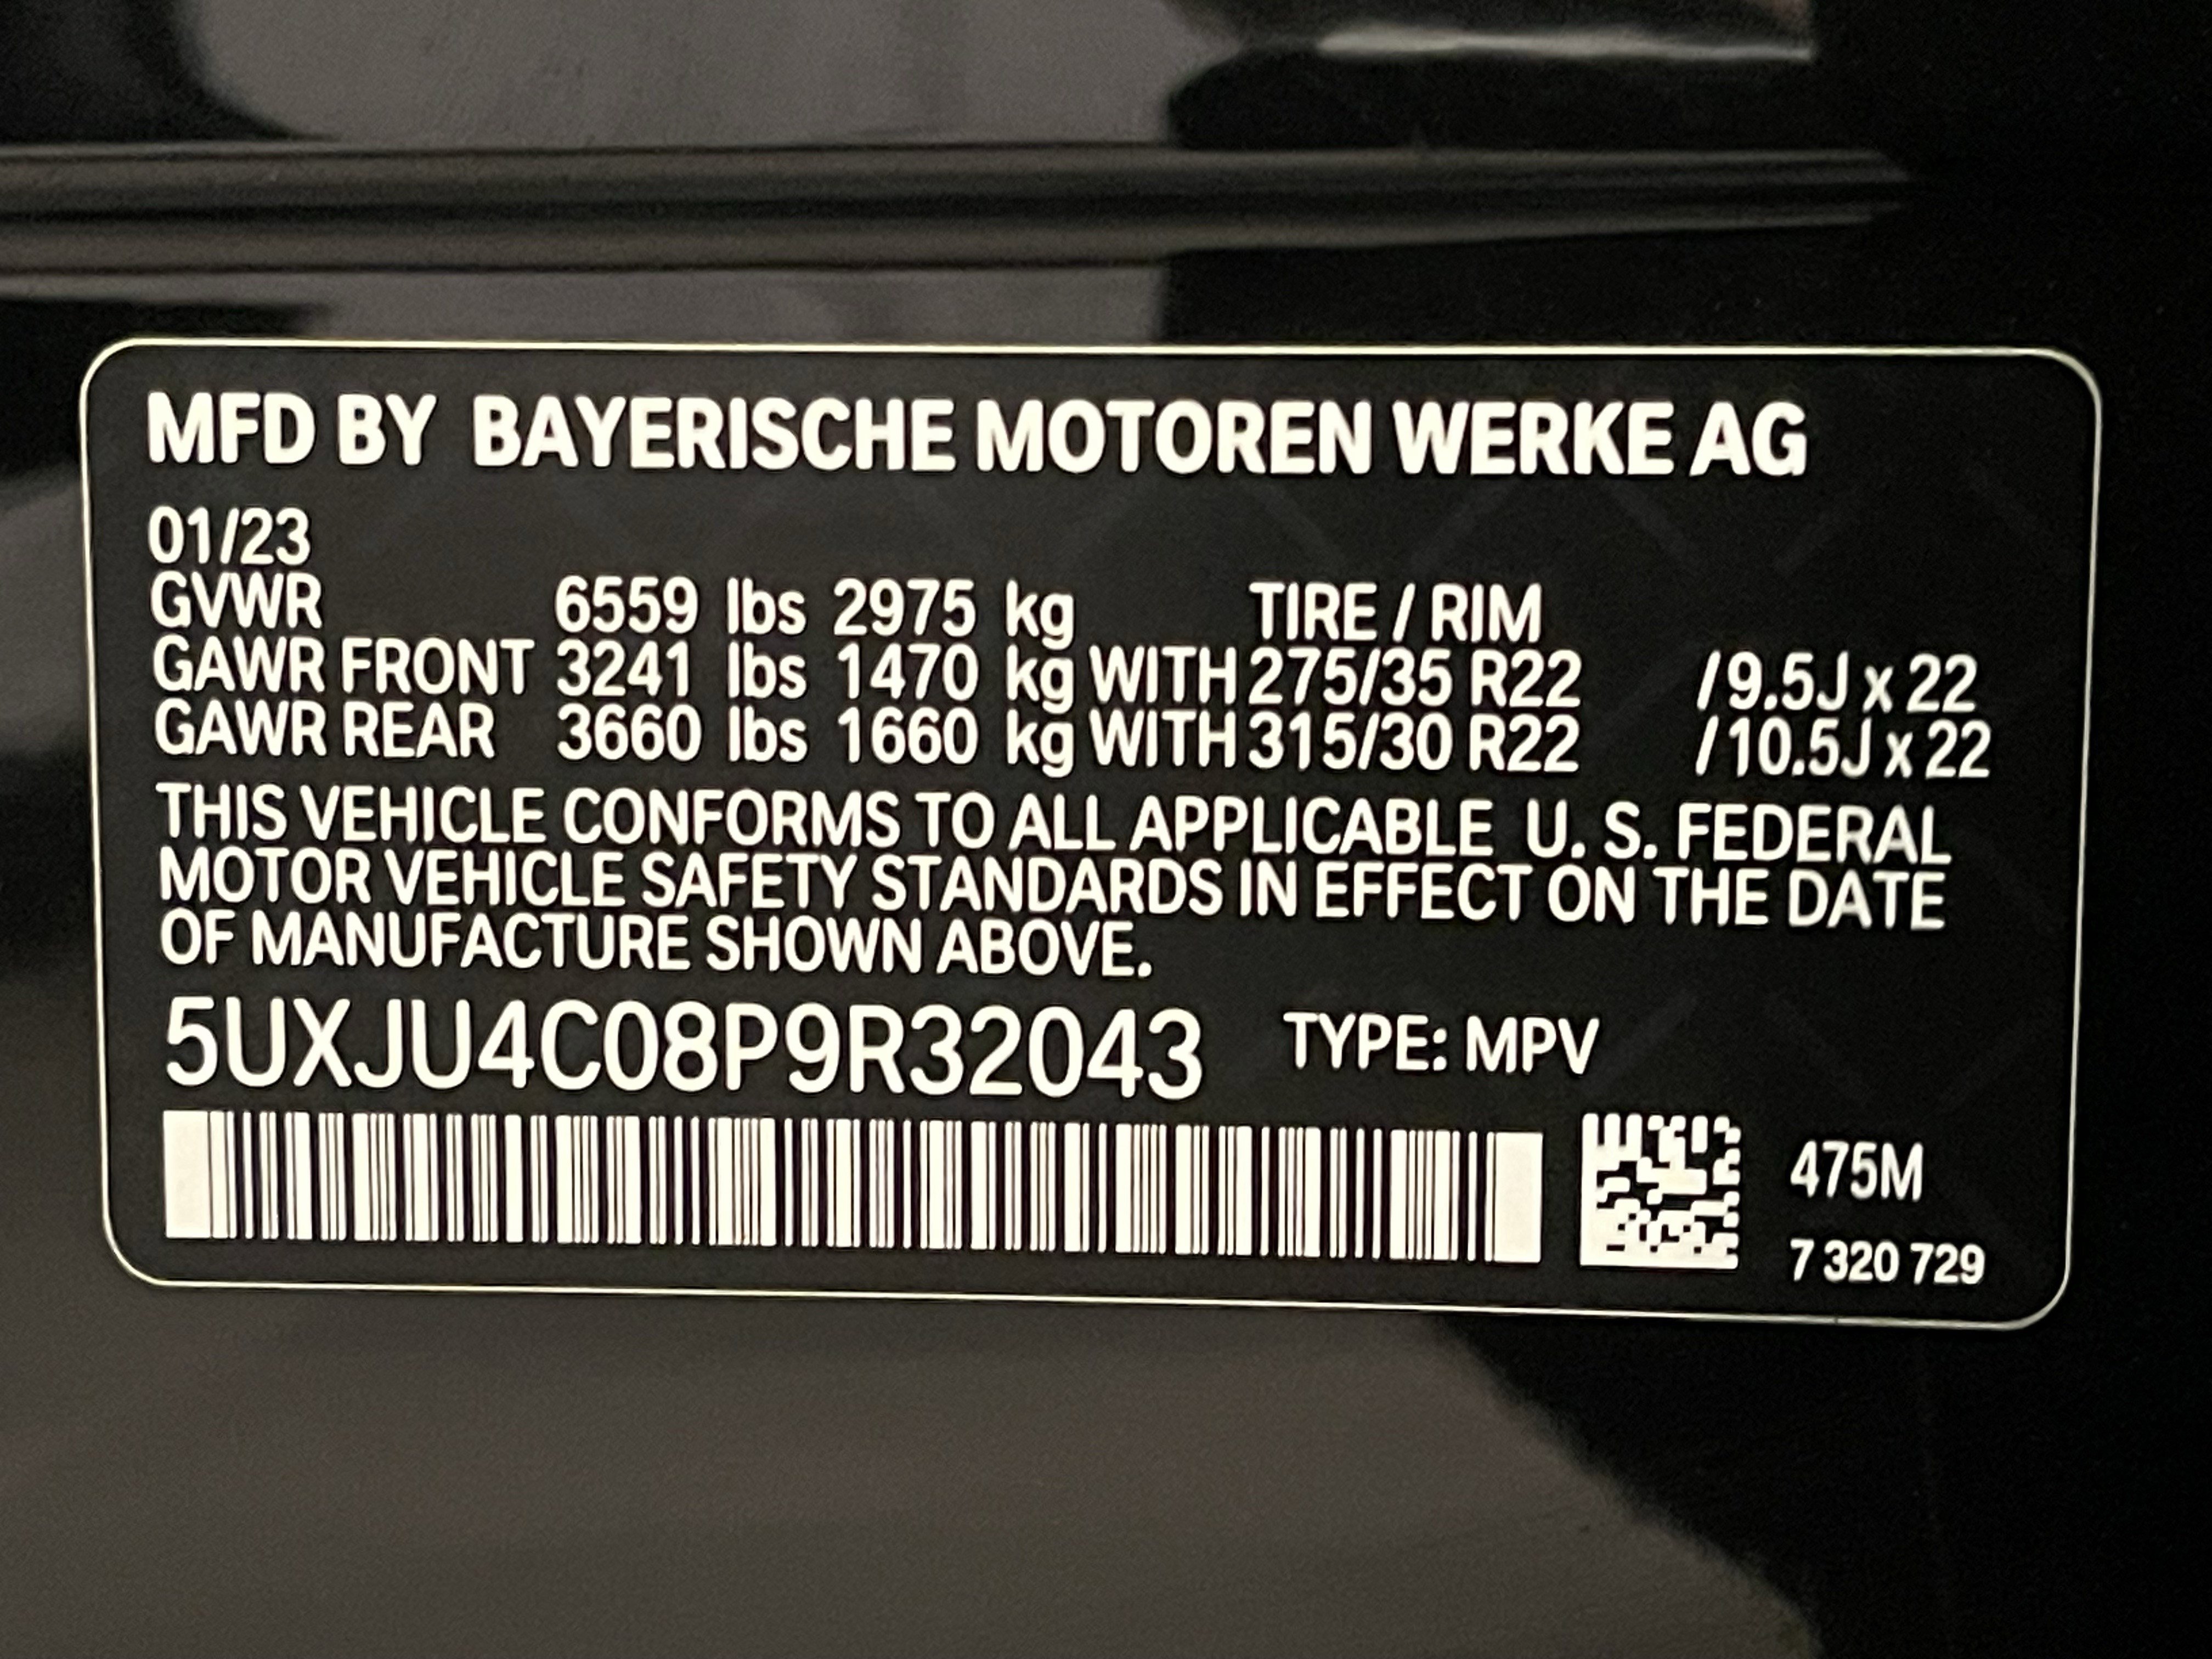 MFD BY BAYERISCHE MOTOREN WERKE AG
01/23
GVWR 6559 lbs 2975 kg TIRE / RIM
GAWR FRONT 3241 lbs 1470 kg WITH 275/35 R22 / 9.5J x 22
GAWR REAR 3660 lbs 1660 kg WITH 315/30 R22 / 10.5J x 22
THIS VEHICLE CONFORMS TO ALL APPLICABLE U. S. FEDERAL
MOTOR VEHICLE SAFETY STANDARDS IN EFFECT ON THE DATE
OF MANUFACTURE SHOWN ABOVE.
5UXJU4C08P9R32043 TYPE: MPV
475M
7 320 729